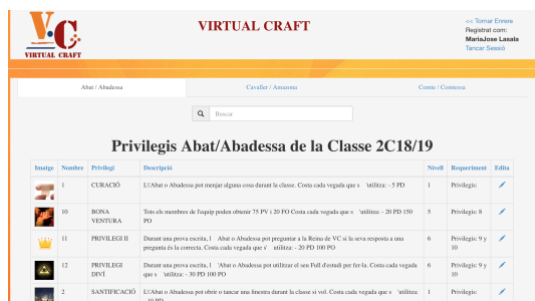 VIRTUAL CRAFT
VIRTUAL CRAFT
<< Tornar Enrere
Registrat com:
MariaJose Lasala
Tancar Sessió
Abat / Abadessa
Cavaller / Amazona
Comte / Comtessa
Buscar
Privilegis Abat/Abadessa de la Classe 2C18/19
Imatge Nombre Privilegi Descripció Nivell Requeriment Edita
1 CURACIÓ L\'Abat o Abadessa pot menjar alguna cosa durant la classe. Costa cada vegada que s \'utilitza: - 5 PD 1 Privilegis:
10 BONA VENTURA Tots els membres de l'equip poden obtenir 75 PV i 20 FO Costa cada vegada que s \'utilitza: - 20 PD 150 PO 5 Privilegis: 8
11 PRIVILEGI II Durant una prova escrita, l \'Abat o Abadessa pot preguntar a la Reina de VC si la seva resposta a una pregunta és la correcta. Costa cada vegada que s\' utilitza: - 20 PD 100 PO 6 Privilegis: 9 y 10
12 PRIVILEGI DIVÍ Durant una prova escrita, l \'Abat o Abadessa pot utilitzar el seu Full d'estudi per fer-la. Costa cada vegada que s \'utilitza: - 30 PD 100 PO 6 Privilegis: 9 y 10
2 SANTIFICACIÓ L\'Abat o Abadessa pot obrir o tancar una finestra durant la classe si vol. Costa cada vegada que s \'utilitza: - 10 PD 1 Privilegis: